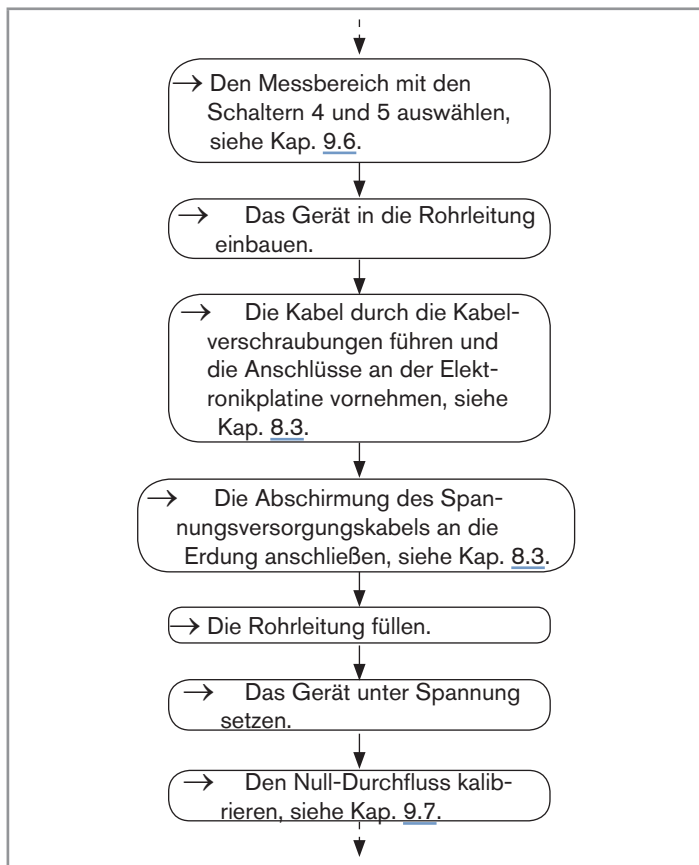 → Den Messbereich mit den
Schaltern 4 und 5 auswählen,
siehe Kap. 9.6.
→ Das Gerät in die Rohrleitung
einbauen.
→ Die Kabel durch die Kabel-
verschraubungen führen und
die Anschlüsse an der Elekt-
ronikplatine vornehmen, siehe
Kap. 8.3.
→ Die Abschirmung des Span-
nungsversorgungskabels an die
Erdung anschließen, siehe Kap. 8.3.
→ Die Rohrleitung füllen.
→ Das Gerät unter Spannung
setzen.
→ Den Null-Durchfluss kalib-
rieren, siehe Kap. 9.7.